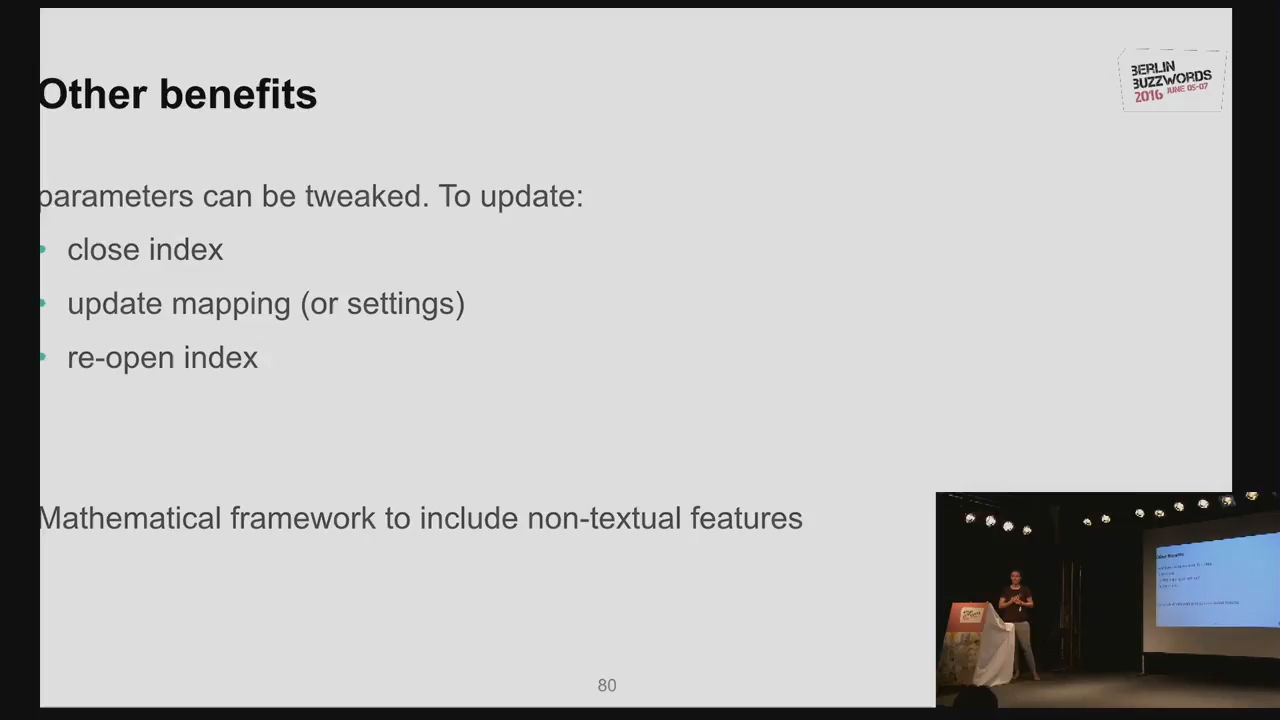 Other benefits
BERLIN
BUZZWORDS
2016 JUNE 05-07
parameters can be tweaked. To update:
• close index
• update mapping (or settings)
• re-open index
Mathematical framework to include non-textual features
80